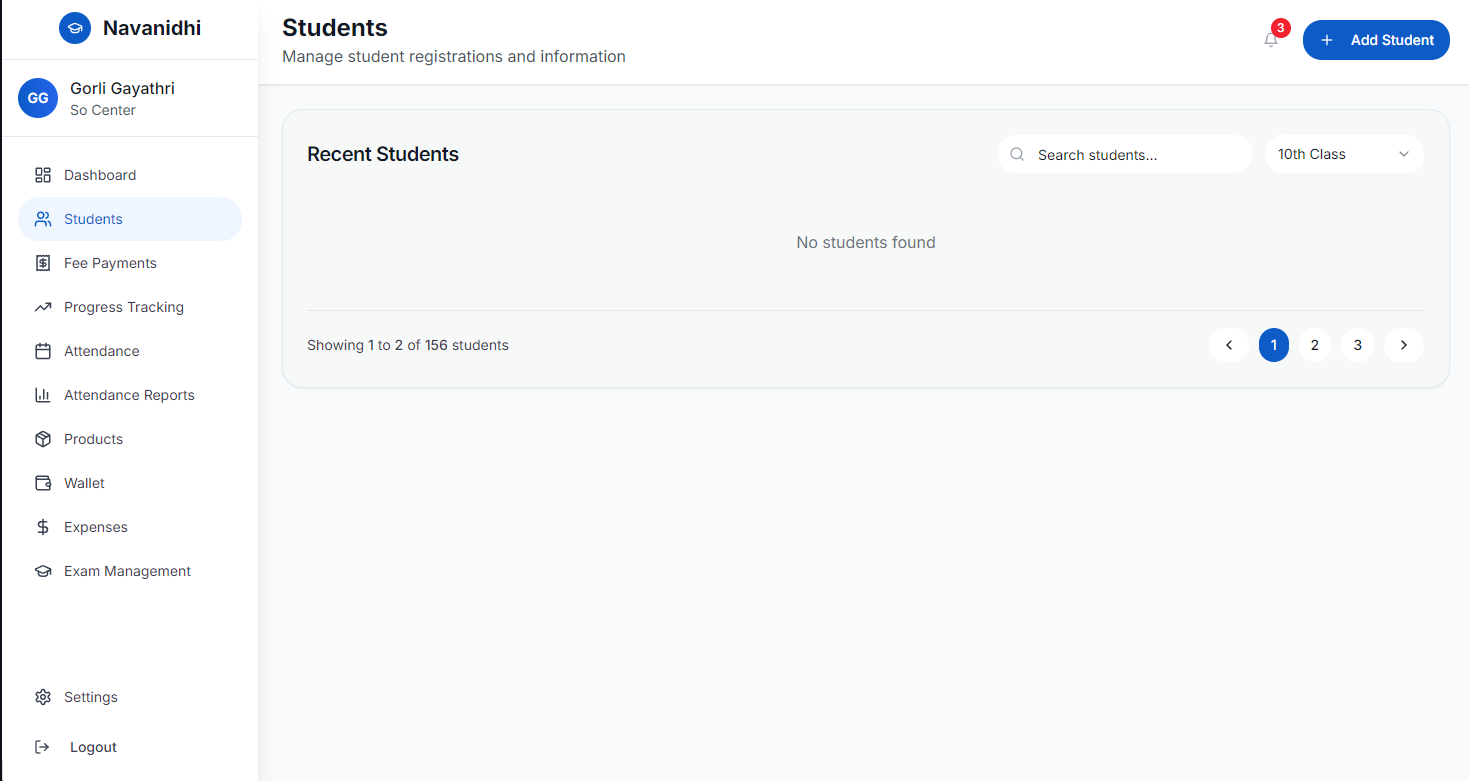 Navanidhi
GG
Gorli Gayathri
So Center
Dashboard
Students
Fee Payments
Progress Tracking
Attendance
Attendance Reports
Products
Wallet
Expenses
Exam Management
Settings
Logout
Students
Manage student registrations and information
3
Add Student
Recent Students
Search students...
10th Class
No students found
Showing 1 to 2 of 156 students
1 2 3